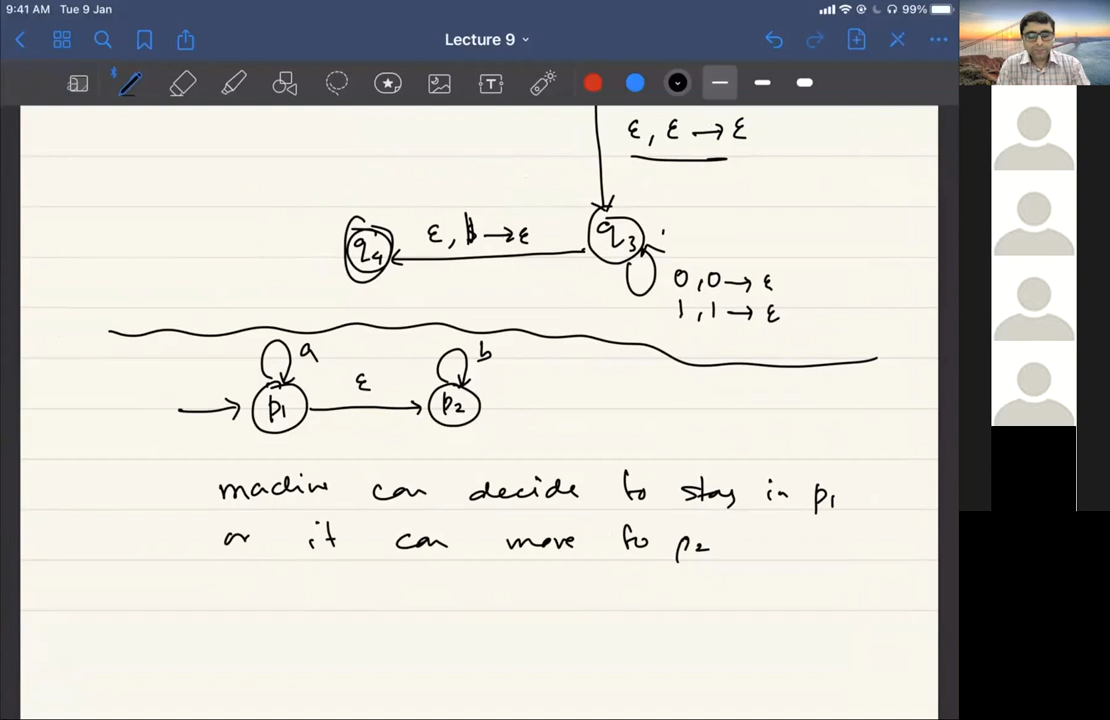 9:41 AM Tue 9 Jan
99%
Lecture 9
T
ε, ε → ε
q4
ε, $ → ε
q3
0, 0 → ε
1, 1 → ε
a
b
ε
p1
p2
machine can decide to stay in p1
or it can move to p2